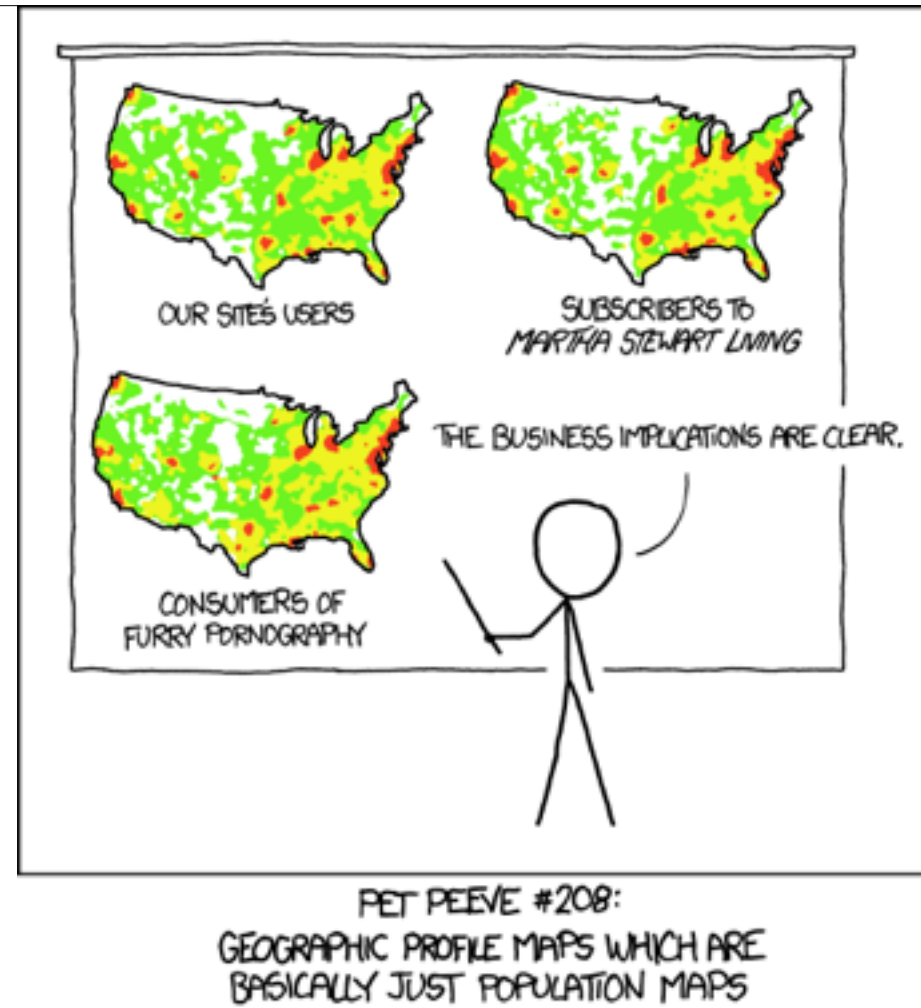 OUR SITE'S USERS
SUBSCRIBERS TO
MARTHA STEWART LIVING
CONSUMERS OF
FURRY PORNOGRAPHY
THE BUSINESS IMPLICATIONS ARE CLEAR.
PET PEEVE #208:
GEOGRAPHIC PROFILE MAPS WHICH ARE
BASICALLY JUST POPULATION MAPS